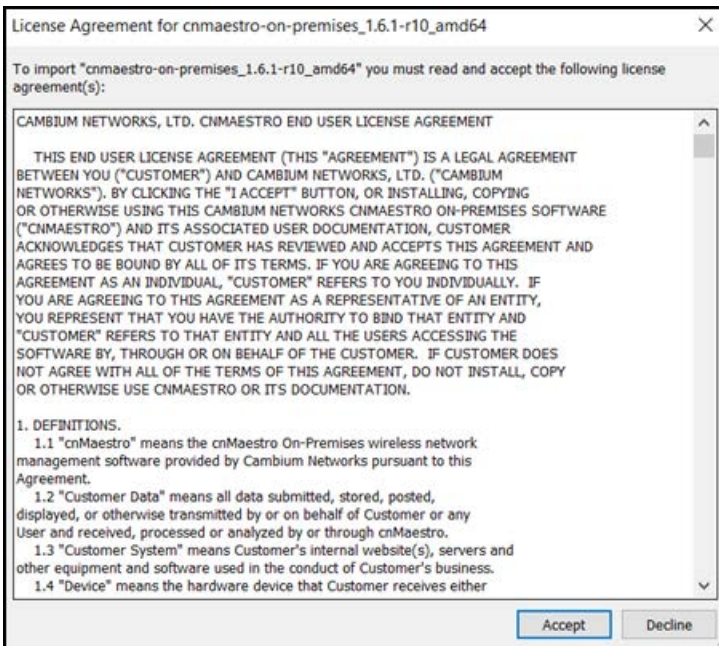 License Agreement for cnmaestro-on-premises_1.6.1-r10_amd64
To import "cnmaestro-on-premises_1.6.1-r10_amd64" you must read and accept the following license
agreement(s):
CAMBIUM NETWORKS, LTD. CNMAESTRO END USER LICENSE AGREEMENT
THIS END USER LICENSE AGREEMENT (THIS "AGREEMENT") IS A LEGAL AGREEMENT
BETWEEN YOU ("CUSTOMER") AND CAMBIUM NETWORKS, LTD. ("CAMBIUM
NETWORKS"). BY CLICKING THE "I ACCEPT" BUTTON, OR INSTALLING, COPYING
OR OTHERWISE USING THIS CAMBIUM NETWORKS CNMAESTRO ON-PREMISES SOFTWARE
("CNMAESTRO") AND ITS ASSOCIATED USER DOCUMENTATION, CUSTOMER
ACKNOWLEDGES THAT CUSTOMER HAS REVIEWED AND ACCEPTS THIS AGREEMENT AND
AGREES TO BE BOUND BY ALL OF ITS TERMS. IF YOU ARE AGREEING TO THIS
AGREEMENT AS AN INDIVIDUAL, "CUSTOMER" REFERS TO YOU INDIVIDUALLY. IF
YOU ARE AGREEING TO THIS AGREEMENT AS A REPRESENTATIVE OF AN ENTITY,
YOU REPRESENT THAT YOU HAVE THE AUTHORITY TO BIND THAT ENTITY AND
"CUSTOMER" REFERS TO THAT ENTITY AND ALL THE USERS ACCESSING THE
SOFTWARE BY, THROUGH OR ON BEHALF OF THE CUSTOMER. IF CUSTOMER DOES
NOT AGREE WITH ALL OF THE TERMS OF THIS AGREEMENT, DO NOT INSTALL, COPY
OR OTHERWISE USE CNMAESTRO OR ITS DOCUMENTATION.
1. DEFINITIONS.
1.1 "cnMaestro" means the cnMaestro On-Premises wireless network
management software provided by Cambium Networks pursuant to this
Agreement.
1.2 "Customer Data" means all data submitted, stored, posted,
displayed, or otherwise transmitted by or on behalf of Customer or any
User and received, processed or analyzed by or through cnMaestro.
1.3 "Customer System" means Customer's internal website(s), servers and
other equipment and software used in the conduct of Customer's business.
1.4 "Device" means the hardware device that Customer receives either
Accept Decline